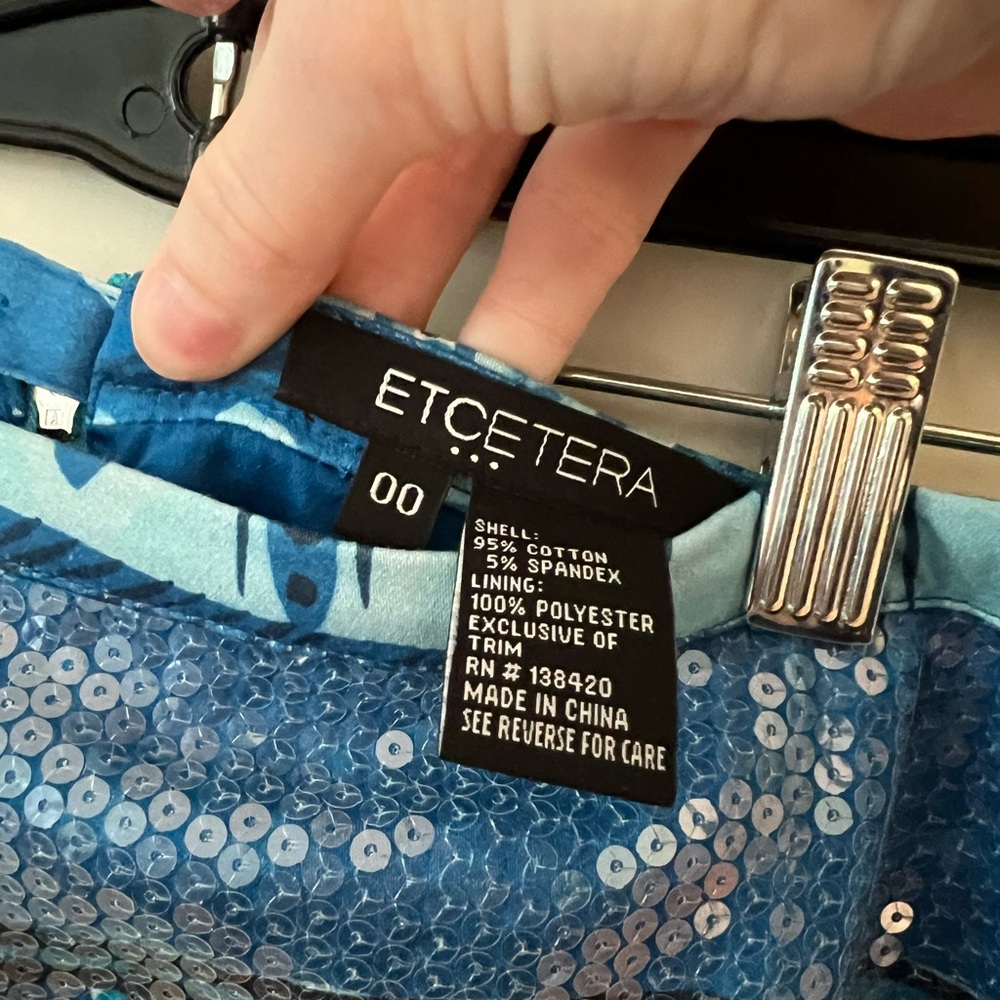 ETCETERA
...
00
SHELL:
95% COTTON
5% SPANDEX
LINING:
100% POLYESTER
EXCLUSIVE OF
TRIM
RN # 138420
MADE IN CHINA
SEE REVERSE FOR CARE